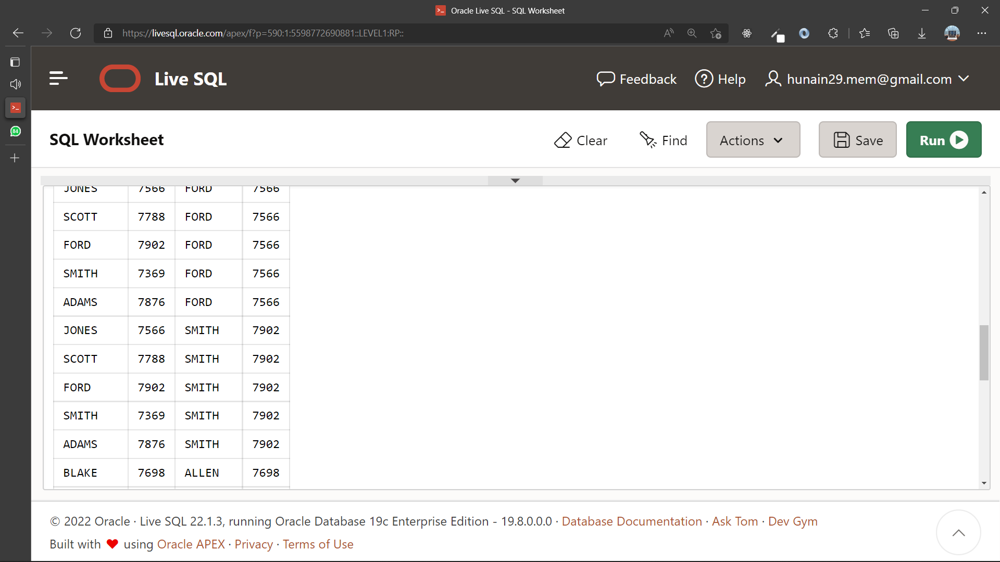 Oracle Live SQL - SQL Worksheet
https://livesql.oracle.com/apex/f?p=590:1:5598772690881::LEVEL1:RP::
84
Live SQL
Feedback
Help
hunain29.mem@gmail.com
SQL Worksheet
Clear
Find
Actions
Save
Run
JONES 7566 FORD 7566
SCOTT 7788 FORD 7566
FORD 7902 FORD 7566
SMITH 7369 FORD 7566
ADAMS 7876 FORD 7566
JONES 7566 SMITH 7902
SCOTT 7788 SMITH 7902
FORD 7902 SMITH 7902
SMITH 7369 SMITH 7902
ADAMS 7876 SMITH 7902
BLAKE 7698 ALLEN 7698
© 2022 Oracle · Live SQL 22.1.3, running Oracle Database 19c Enterprise Edition - 19.8.0.0.0 · Database Documentation · Ask Tom · Dev Gym
Built with ❤ using Oracle APEX · Privacy · Terms of Use